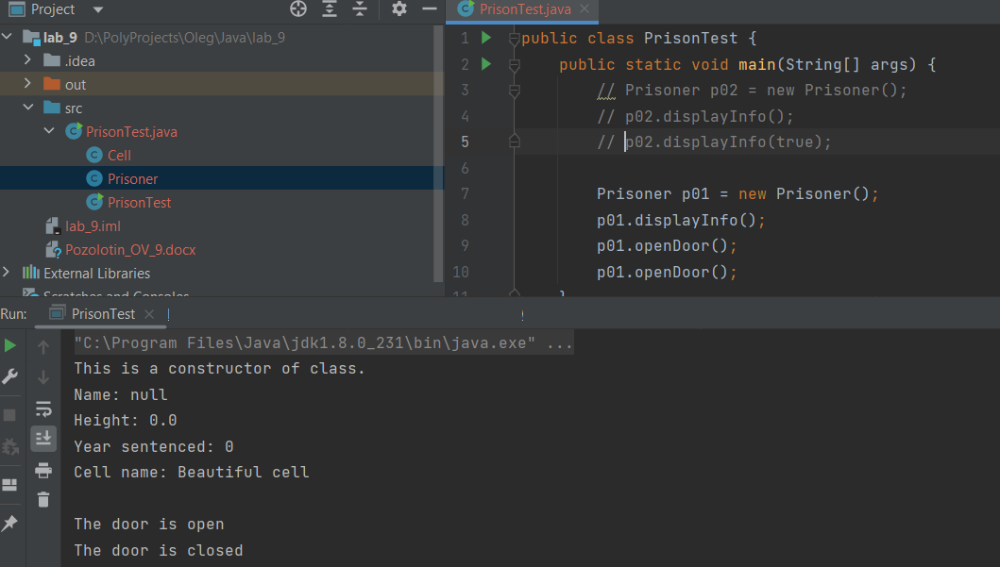 Project
lab_9 D:\PolyProjects\Oleg\Java\lab_9
.idea
out
src
PrisonTest.java
Cell
Prisoner
PrisonTest
lab_9.iml
Pozolotin_OV_9.docx
External Libraries
Scratches and Consoles
PrisonTest.java
1 public class PrisonTest {
2 public static void main(String[] args) {
3 // Prisoner p02 = new Prisoner();
4 // p02.displayInfo();
5 // p02.displayInfo(true);
6
7 Prisoner p01 = new Prisoner();
8 p01.displayInfo();
9 p01.openDoor();
10 p01.openDoor();
11 }
Run: PrisonTest
"C:\Program Files\Java\jdk1.8.0_231\bin\java.exe" ...
This is a constructor of class.
Name: null
Height: 0.0
Year sentenced: 0
Cell name: Beautiful cell
The door is open
The door is closed